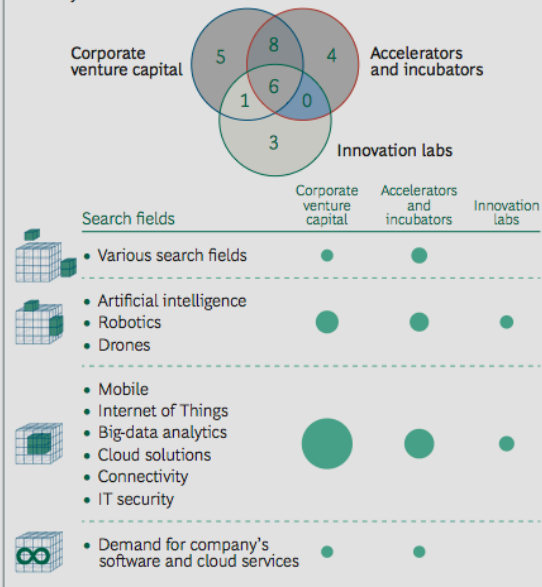 5
8
4
Corporate
venture capital
Accelerators
and incubators
6
1
0
3
Innovation labs
Search fields
Corporate
venture
capital
Accelerators
and
incubators
Innovation
labs
• Various search fields
• Artificial intelligence
• Robotics
• Drones
• Mobile
• Internet of Things
• Big-data analytics
• Cloud solutions
• Connectivity
• IT security
• Demand for company’s
software and cloud services